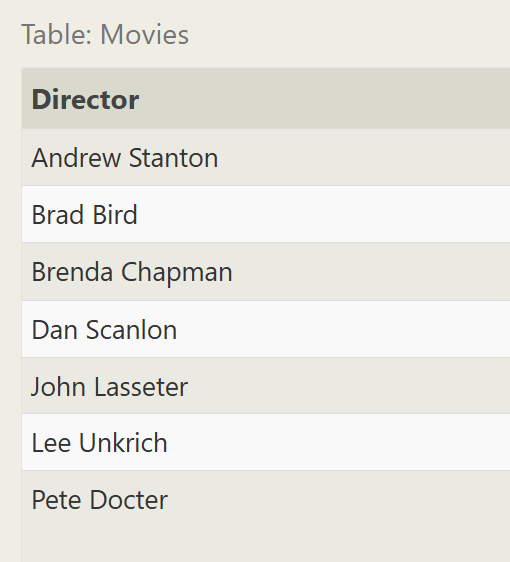 Table: Movies
Director
Andrew Stanton
Brad Bird
Brenda Chapman
Dan Scanlon
John Lasseter
Lee Unkrich
Pete Docter